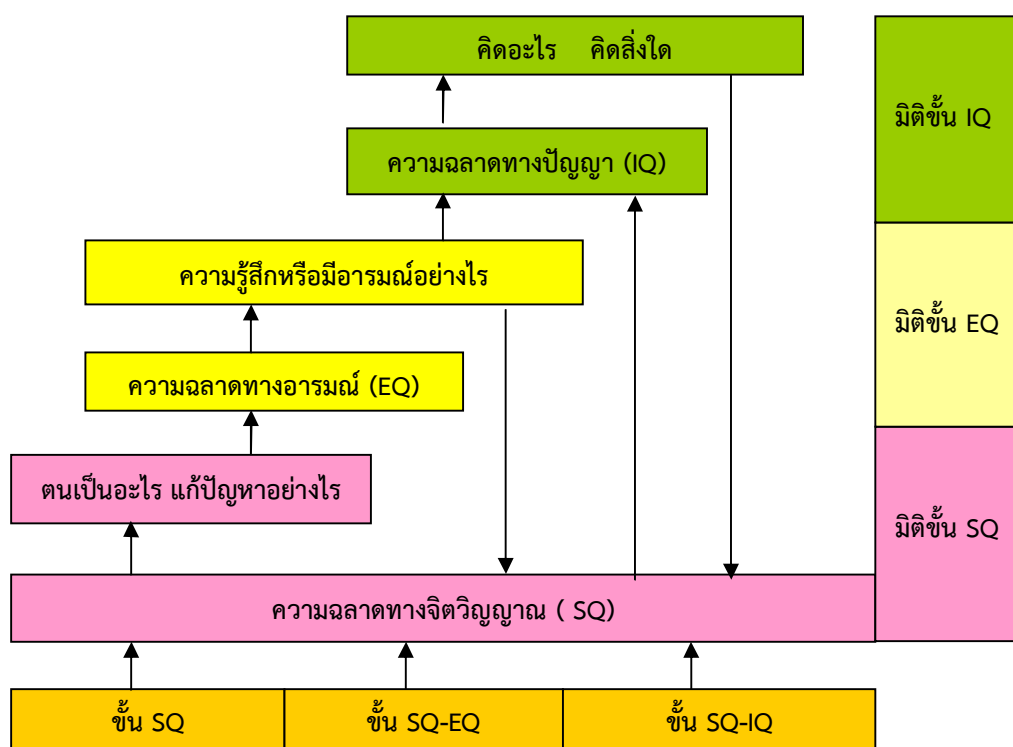 คิดอะไร คิดสิ่งใด
มิติขั้น IQ
ความฉลาดทางปัญญา (IQ)
ความรู้สึกหรือมีอารมณ์อย่างไร
มิติขั้น EQ
ความฉลาดทางอารมณ์ (EQ)
ตนเป็นอะไร แก้ปัญหาอย่างไร
มิติขั้น SQ
ความฉลาดทางจิตวิญญาณ ( SQ)
ขั้น SQ
ขั้น SQ-EQ
ขั้น SQ-IQ